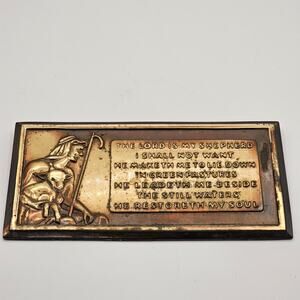 THE LORD IS MY SHEPHERD
I SHALL NOT WANT
HE MAKETH ME TO LIE DOWN
IN GREEN PASTURES
HE LEADETH ME BESIDE
THE STILL WATERS
HE RESTORETH MY SOUL